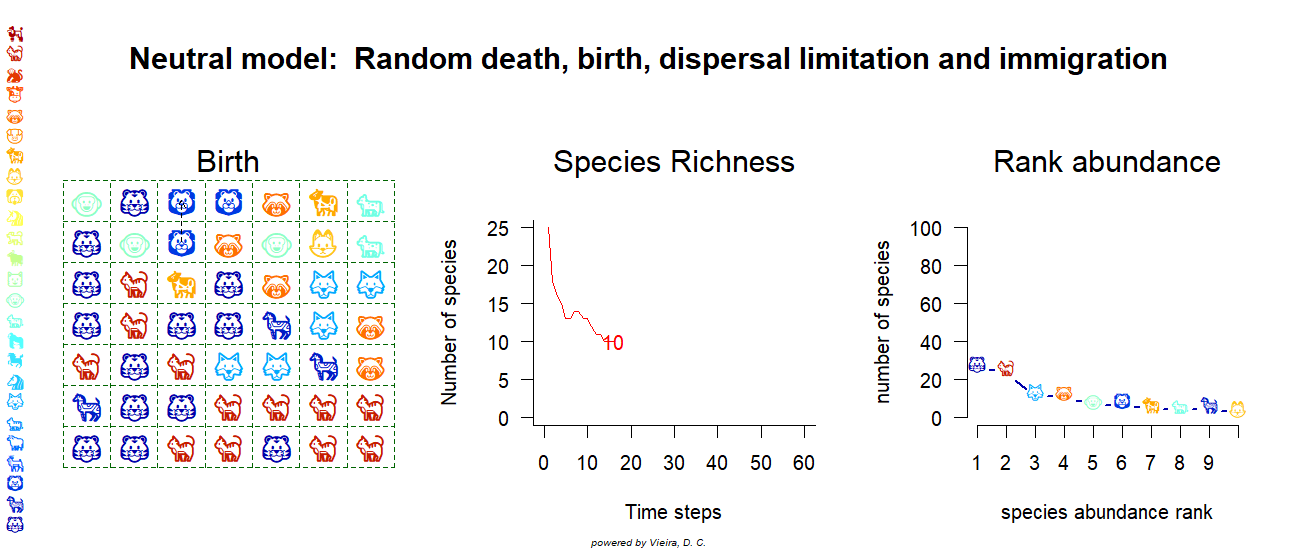 Neutral model:  Random death, birth, dispersal limitation and immigration
Birth
Species Richness
Number of species
25
20
15
10
5
0
10
0 10 20 30 40 50 60
Time steps
Rank abundance
number of species
100
80
60
40
20
0
1 2 3 4 5 6 7 8 9
species abundance rank
powered by Vieira, D. C.